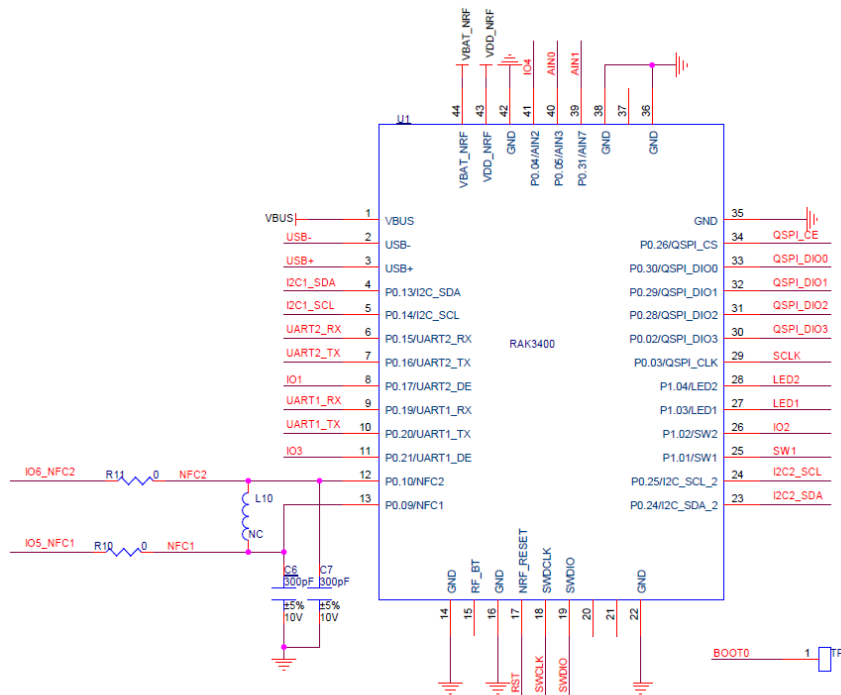 VBAT_NRF
VDD_NRF
IO4
AIN0
AIN1
44
43
42
41
40
39
38
37
36
U1
VBAT_NRF
VDD_NRF
GND
P0.04/AIN2
P0.05/AIN3
P0.31/AIN7
GND
GND
VBUS 1 VBUS
USB- 2 USB-
USB+ 3 USB+
I2C1_SDA 4 P0.13/I2C_SDA
I2C1_SCL 5 P0.14/I2C_SCL
UART2_RX 6 P0.15/UART2_RX
UART2_TX 7 P0.16/UART2_TX
IO1 8 P0.17/UART2_DE
UART1_RX 9 P0.19/UART1_RX
UART1_TX 10 P0.20/UART1_TX
IO3 11 P0.21/UART1_DE
IO6_NFC2 R11 0 NFC2 12 P0.10/NFC2
13 P0.09/NFC1
L10
NC
IO5_NFC1 R10 0 NFC1
C6 C7
300pF 300pF
±5% ±5%
10V 10V
RAK3400
GND 35
P0.26/QSPI_CS 34 QSPI_CE
P0.30/QSPI_DIO0 33 QSPI_DIO0
P0.29/QSPI_DIO1 32 QSPI_DIO1
P0.28/QSPI_DIO2 31 QSPI_DIO2
P0.02/QSPI_DIO3 30 QSPI_DIO3
P0.03/QSPI_CLK 29 SCLK
P1.04/LED2 28 LED2
P1.03/LED1 27 LED1
P1.02/SW2 26 IO2
P1.01/SW1 25 SW1
P0.25/I2C_SCL_2 24 I2C2_SCL
P0.24/I2C_SDA_2 23 I2C2_SDA
GND
RF_BT
GND
NRF_RESET
SWDCLK
SWDIO
GND
14
15
16
17
18
19
20
21
22
RST
SWCLK
SWDIO
BOOT0 1 TP